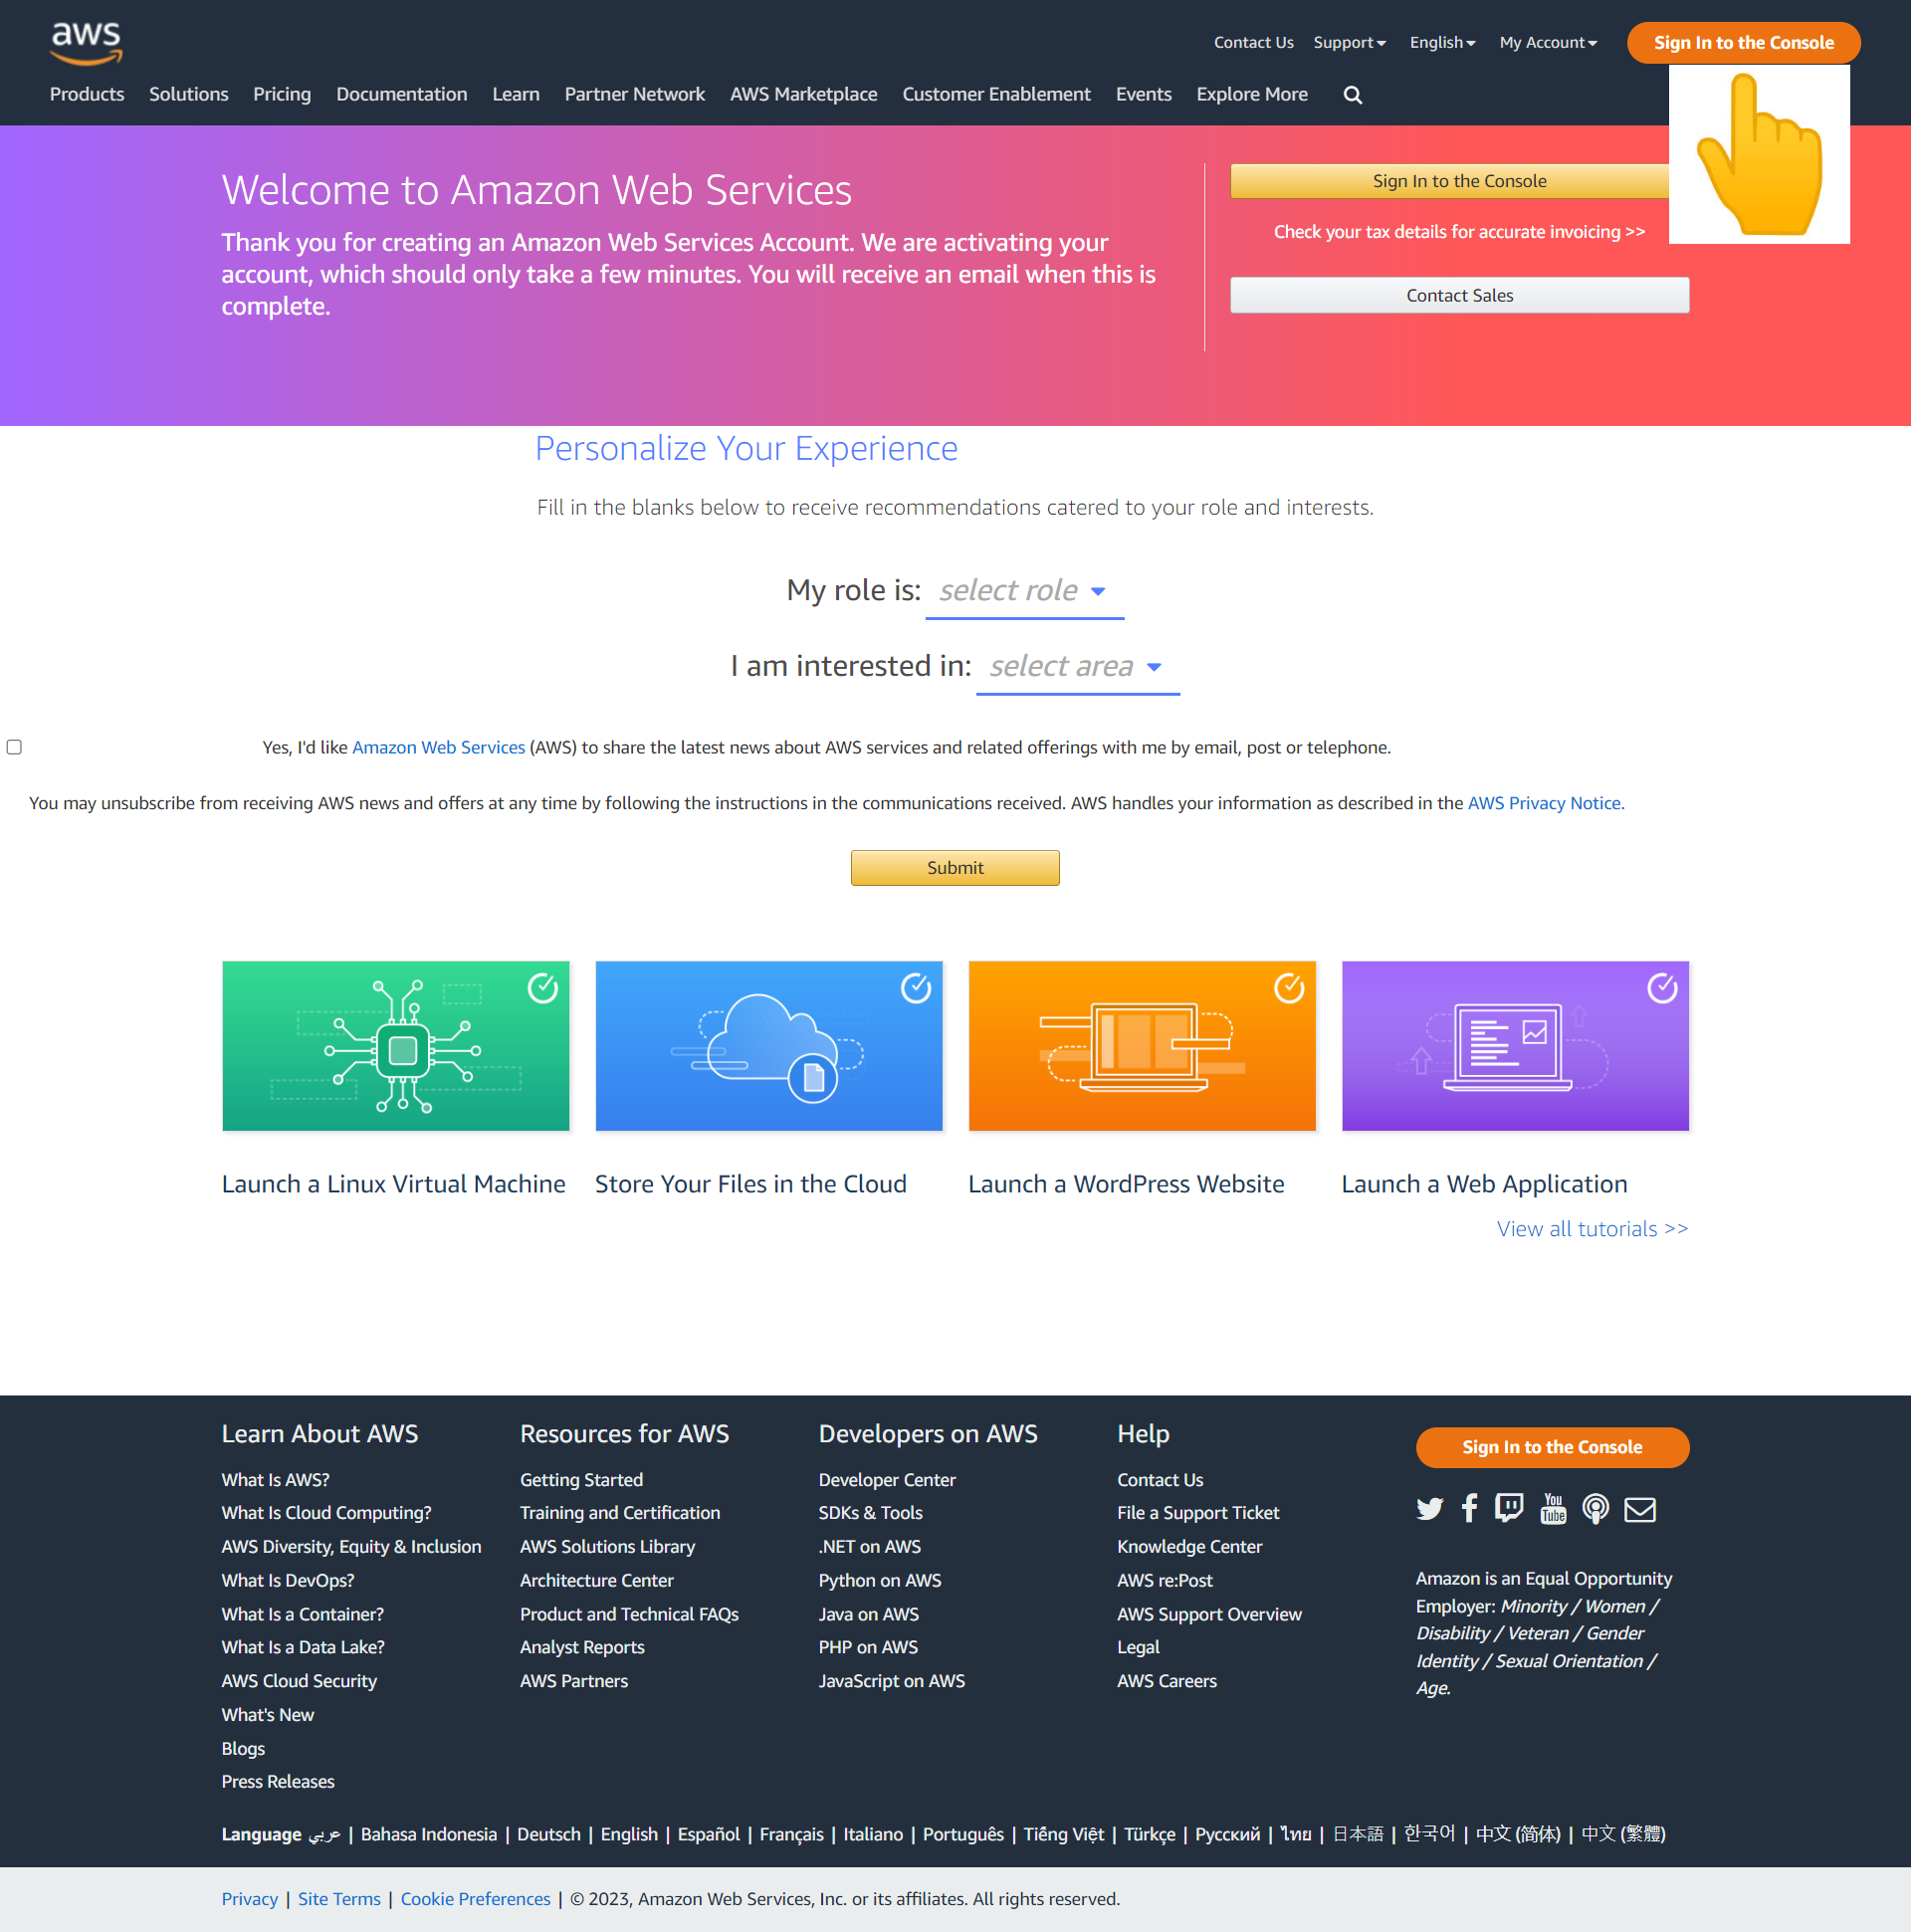 aws
Contact Us Support English My Account Sign In to the Console
Products Solutions Pricing Documentation Learn Partner Network AWS Marketplace Customer Enablement Events Explore More
Welcome to Amazon Web Services
Thank you for creating an Amazon Web Services Account. We are activating your
account, which should only take a few minutes. You will receive an email when this is
complete.
Sign In to the Console
Check your tax details for accurate invoicing >>
Contact Sales
Personalize Your Experience
Fill in the blanks below to receive recommendations catered to your role and interests.
My role is: select role
I am interested in: select area
Yes, I'd like Amazon Web Services (AWS) to share the latest news about AWS services and related offerings with me by email, post or telephone.
You may unsubscribe from receiving AWS news and offers at any time by following the instructions in the communications received. AWS handles your information as described in the AWS Privacy Notice.
Submit
Launch a Linux Virtual Machine
Store Your Files in the Cloud
Launch a WordPress Website
Launch a Web Application
View all tutorials >>
Learn About AWS
What Is AWS?
What Is Cloud Computing?
AWS Diversity, Equity & Inclusion
What Is DevOps?
What Is a Container?
What Is a Data Lake?
AWS Cloud Security
What's New
Blogs
Press Releases
Resources for AWS
Getting Started
Training and Certification
AWS Solutions Library
Architecture Center
Product and Technical FAQs
Analyst Reports
AWS Partners
Developers on AWS
Developer Center
SDKs & Tools
.NET on AWS
Python on AWS
Java on AWS
PHP on AWS
JavaScript on AWS
Help
Contact Us
File a Support Ticket
Knowledge Center
AWS re:Post
AWS Support Overview
Legal
AWS Careers
Sign In to the Console
You
Tube
Amazon is an Equal Opportunity
Employer: Minority / Women /
Disability / Veteran / Gender
Identity / Sexual Orientation /
Age.
Language عربي | Bahasa Indonesia | Deutsch | English | Español | Français | Italiano | Português | Tiếng Việt | Türkçe | Ρусский | ไทย | 日本語 | 한국어 | 中文 (简体) | 中文 (繁體)
Privacy | Site Terms | Cookie Preferences | © 2023, Amazon Web Services, Inc. or its affiliates. All rights reserved.